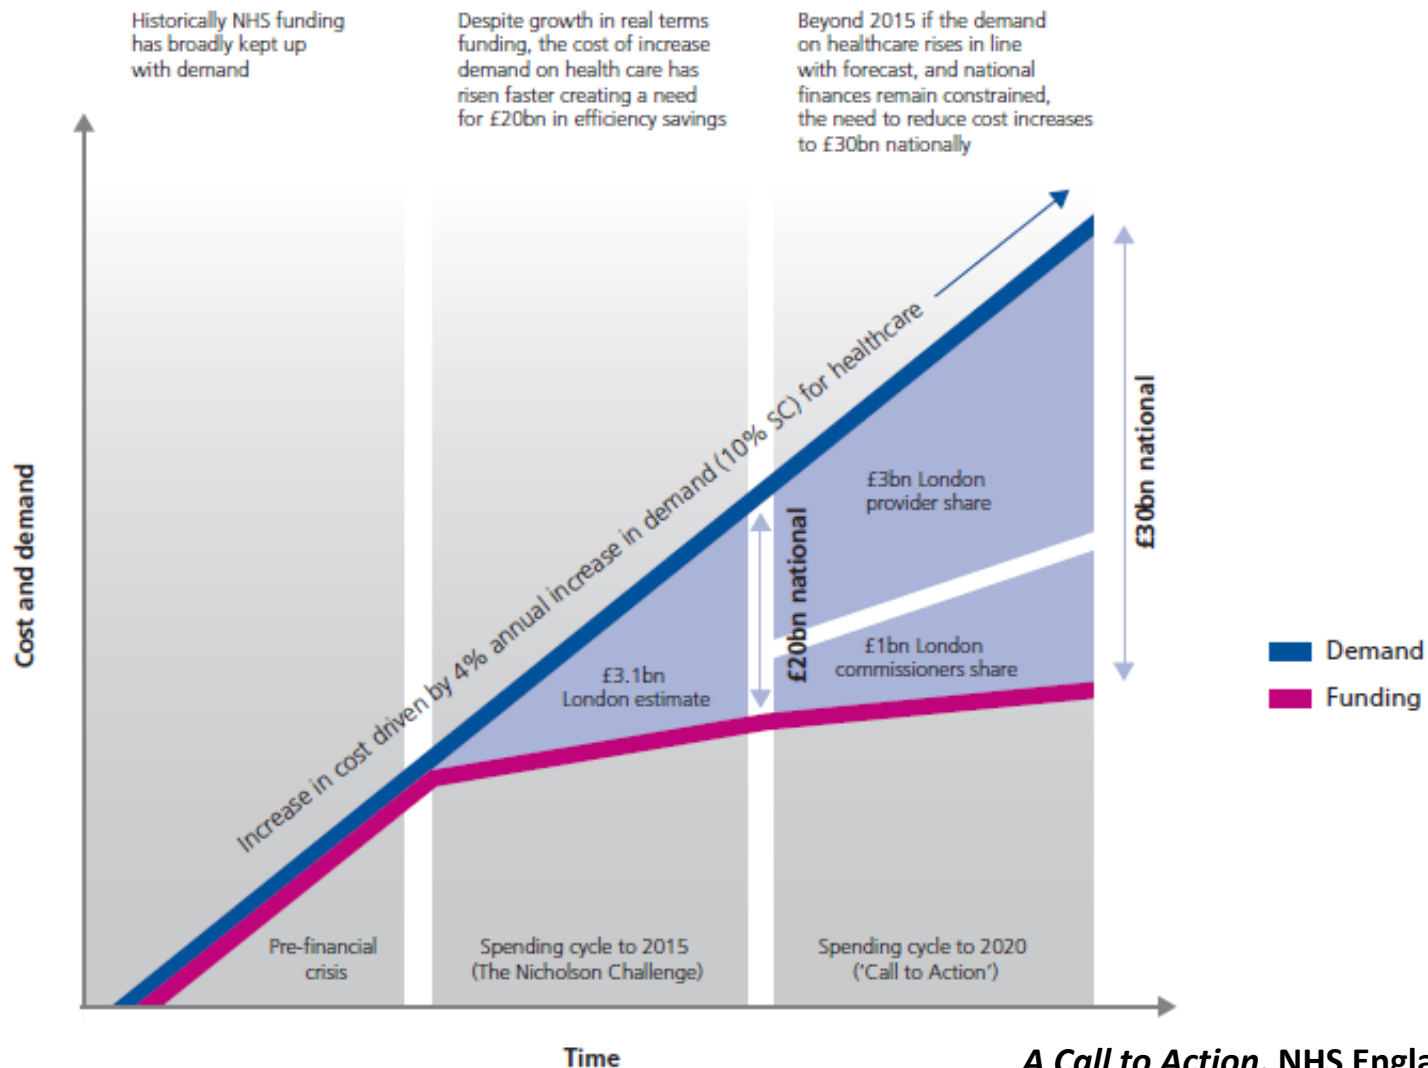 Historically NHS funding
has broadly kept up
with demand
Despite growth in real terms
funding, the cost of increase
demand on health care has
risen faster creating a need
for £20bn in efficiency savings
Beyond 2015 if the demand
on healthcare rises in line
with forecast, and national
finances remain constrained,
the need to reduce cost increases
to £30bn nationally
Cost and demand
Increase in cost driven by 4% annual increase in demand (10% SC) for healthcare
£3bn London
provider share
£30bn national
£20bn national
£1bn London
commissioners share
£3.1bn
London estimate
Demand
Funding
Pre-financial
crisis
Spending cycle to 2015
(The Nicholson Challenge)
Spending cycle to 2020
('Call to Action')
Time
A Call to Action, NHS Engla